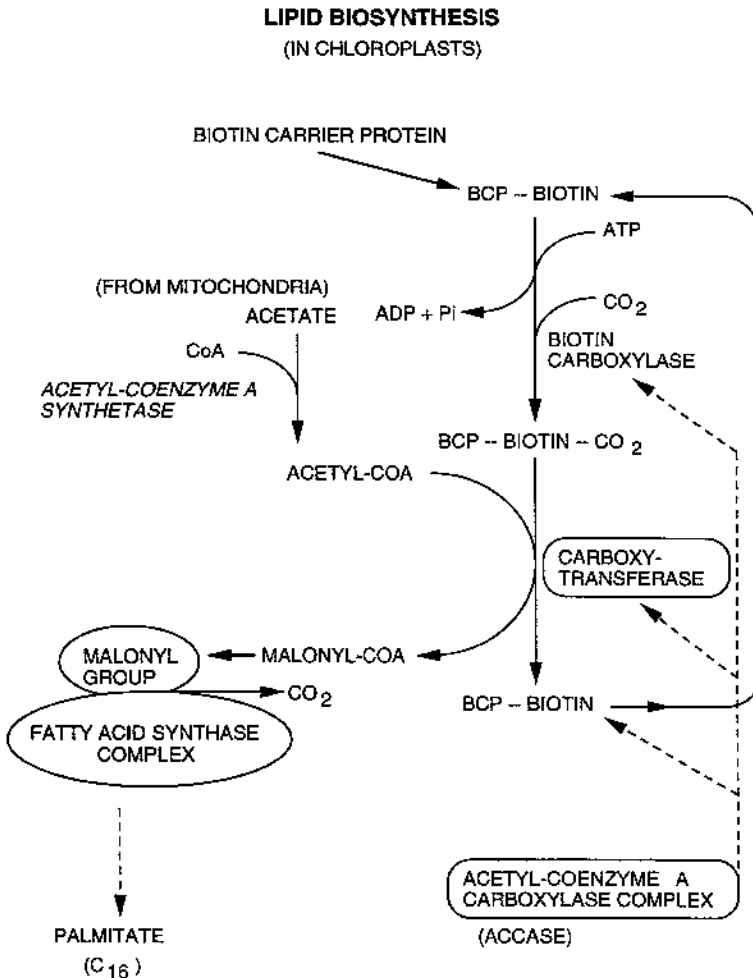 LIPID BIOSYNTHESIS
(IN CHLOROPLASTS)
BIOTIN CARRIER PROTEIN
BCP -- BIOTIN
ATP
(FROM MITOCHONDRIA)
ACETATE
ADP + Pi
CO2
CoA
BIOTIN
CARBOXYLASE
ACETYL-COENZYME A
SYNTHETASE
BCP -- BIOTIN -- CO2
ACETYL-COA
CARBOXY-
TRANSFERASE
MALONYL
GROUP
MALONYL-COA
CO2
BCP -- BIOTIN
FATTY ACID SYNTHASE
COMPLEX
ACETYL-COENZYME A
CARBOXYLASE COMPLEX
(ACCASE)
PALMITATE
(C16)